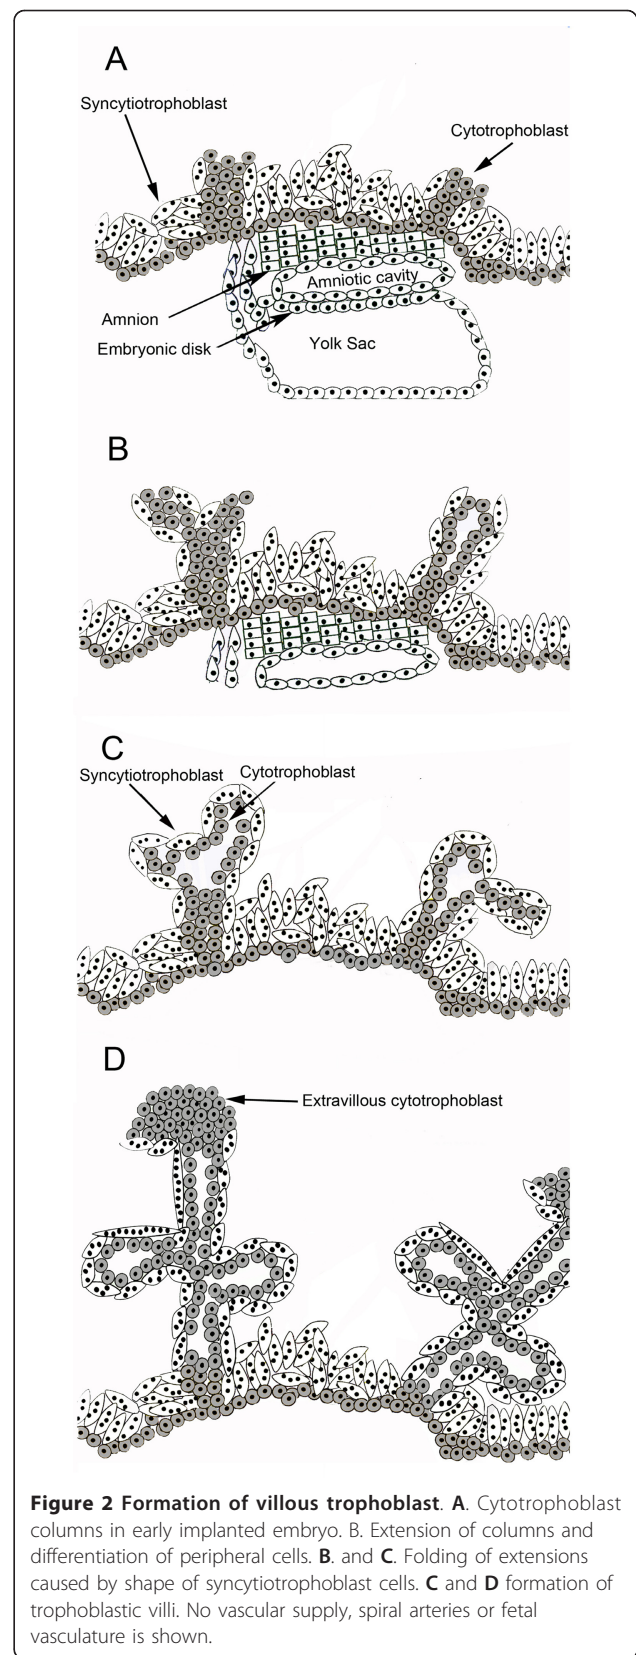 A
Syncytiotrophoblast
Cytotrophoblast
Amniotic cavity
Amnion
Embryonic disk
Yolk Sac
B
C
Syncytiotrophoblast
Cytotrophoblast
D
Extravillous cytotrophoblast
Figure 2 Formation of villous trophoblast. A. Cytotrophoblast
columns in early implanted embryo. B. Extension of columns and
differentiation of peripheral cells. B. and C. Folding of extensions
caused by shape of syncytiotrophoblast cells. C and D formation of
trophoblastic villi. No vascular supply, spiral arteries or fetal
vasculature is shown.